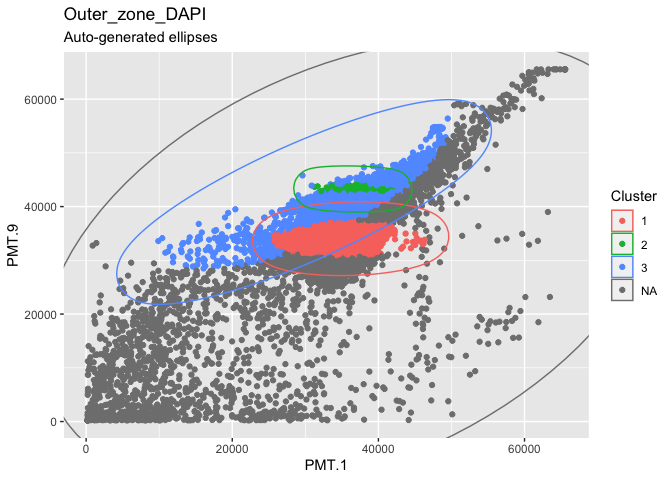 Outer_zone_DAPI
Auto-generated ellipses
60000
40000
20000
0
PMT.9
0
20000
40000
60000
PMT.1
Cluster
1
2
3
NA